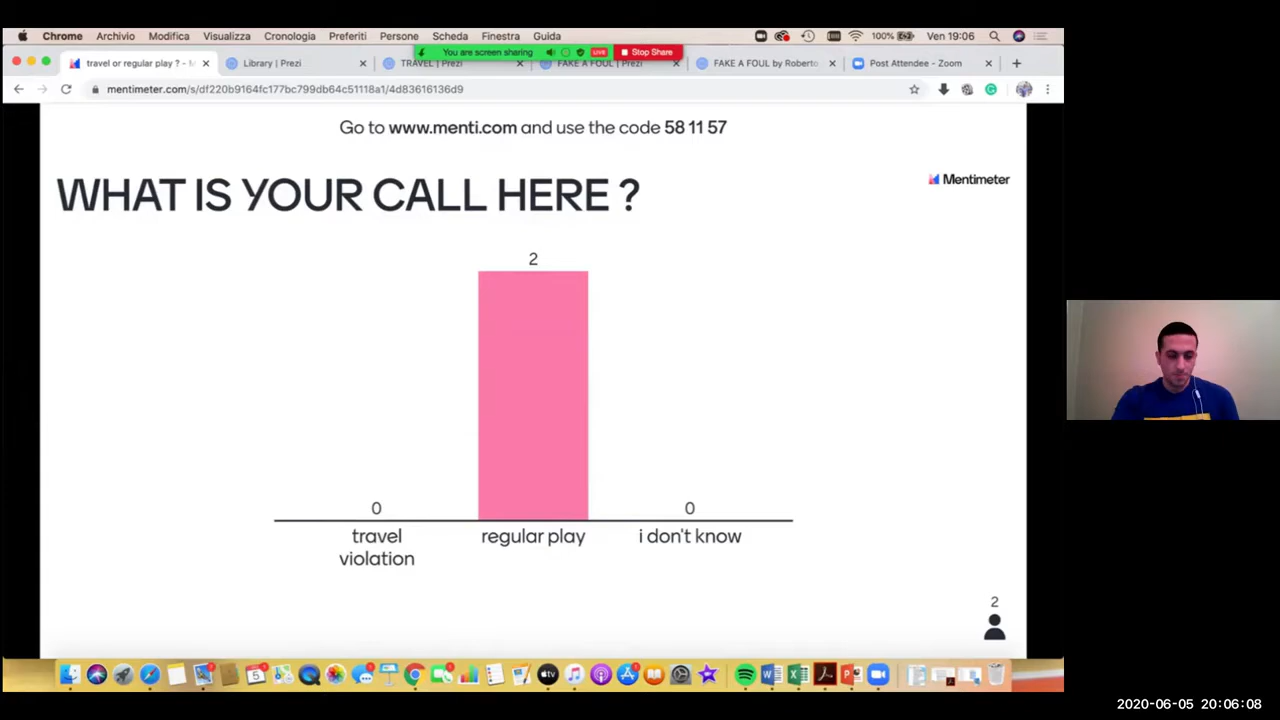 Chrome Archivio Modifica Visualizza Cronologia Preferiti Persone Scheda Finestra Guida 100% Ven 19:06
You are screen sharing LIVE Stop Share
travel or regular play ? - M
Library | Prezi
TRAVEL | Prezi
FAKE A FOUL | Prezi
FAKE A FOUL by Roberto
Post Attendee - Zoom
mentimeter.com/s/df220b9164fc177bc799db64c51118a1/4d83616136d9
Go to www.menti.com and use the code 58 11 57
Mentimeter
WHAT IS YOUR CALL HERE ?
2
0
0
travel
violation
regular play
i don't know
2
5
tv
2020-06-05 20:06:08